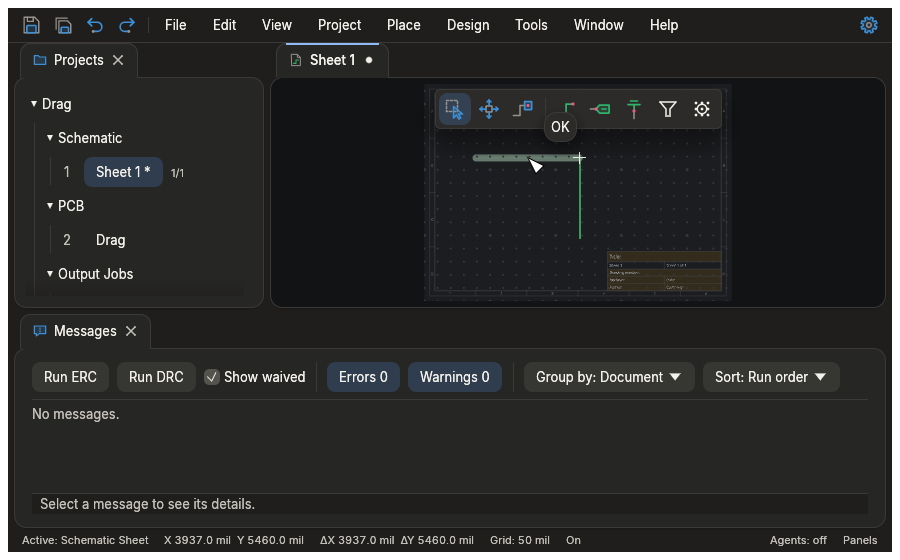 File Edit View Project Place Design Tools Window Help
Projects
Sheet 1
Drag
Schematic
1 Sheet 1 * 1/1
PCB
2 Drag
Output Jobs
OK
Messages
Run ERC Run DRC Show waived Errors 0 Warnings 0 Group by: Document Sort: Run order
No messages.
Select a message to see its details.
Active: Schematic Sheet X 3937.0 mil Y 5460.0 mil ΔX 3937.0 mil ΔY 5460.0 mil Grid: 50 mil On Agents: off Panels